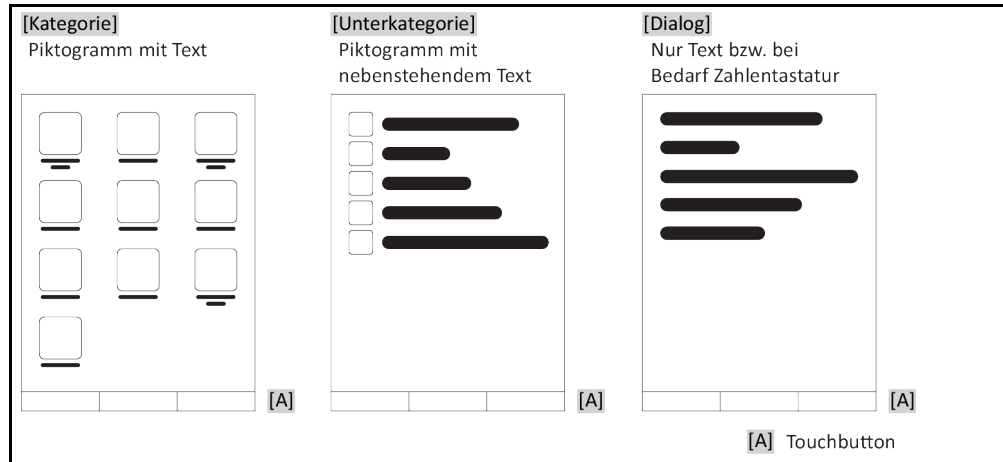 [Kategorie]
Piktogramm mit Text
[Unterkategorie]
Piktogramm mit
nebenstehendem Text
[Dialog]
Nur Text bzw. bei
Bedarf Zahlentastatur
[A]
[A]
[A]
[A] Touchbutton